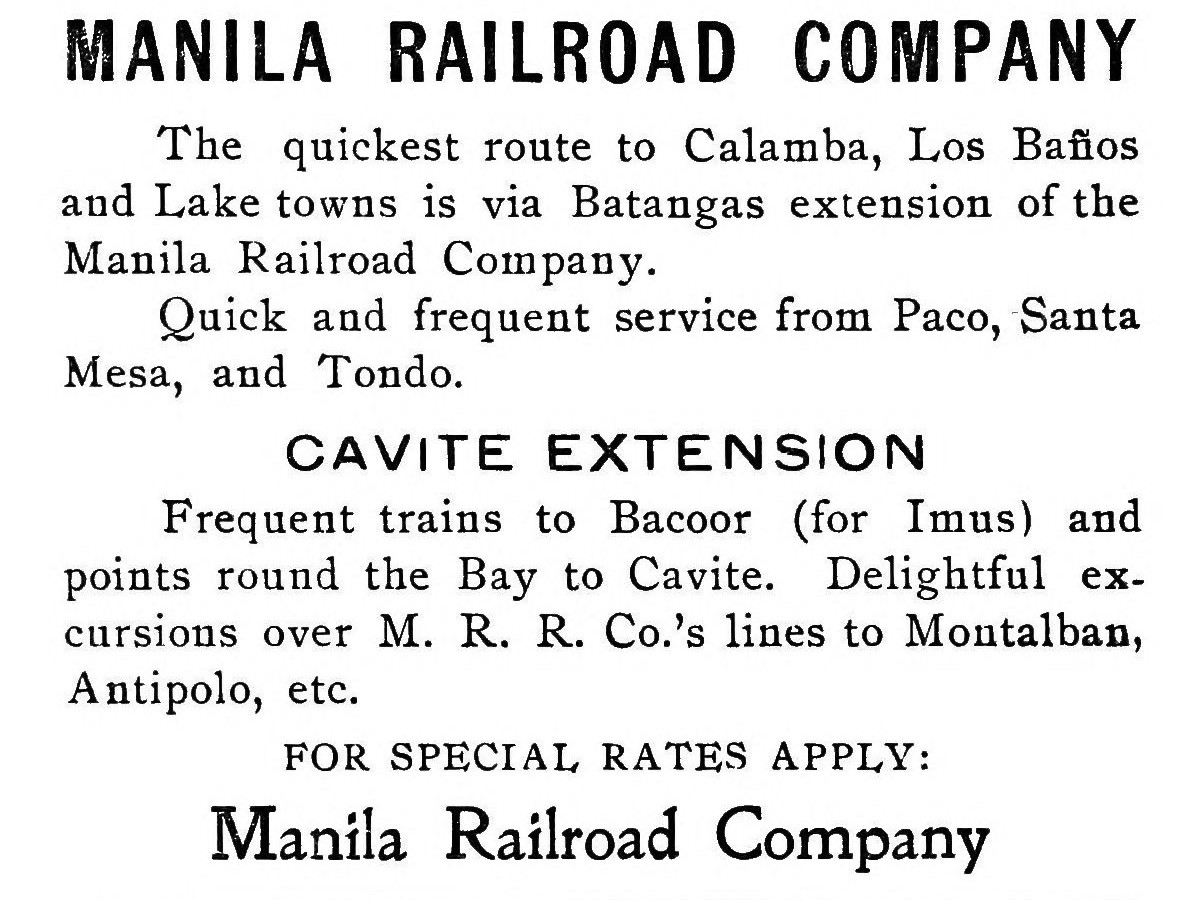 MANILA RAILROAD COMPANY
The quickest route to Calamba, Los Baños
and Lake towns is via Batangas extension of the
Manila Railroad Company.
Quick and frequent service from Paco, Santa
Mesa, and Tondo.
CAVITE EXTENSION
Frequent trains to Bacoor (for Imus) and
points round the Bay to Cavite. Delightful ex-
cursions over M. R. R. Co.'s lines to Montalban,
Antipolo, etc.
FOR SPECIAL RATES APPLY:
Manila Railroad Company